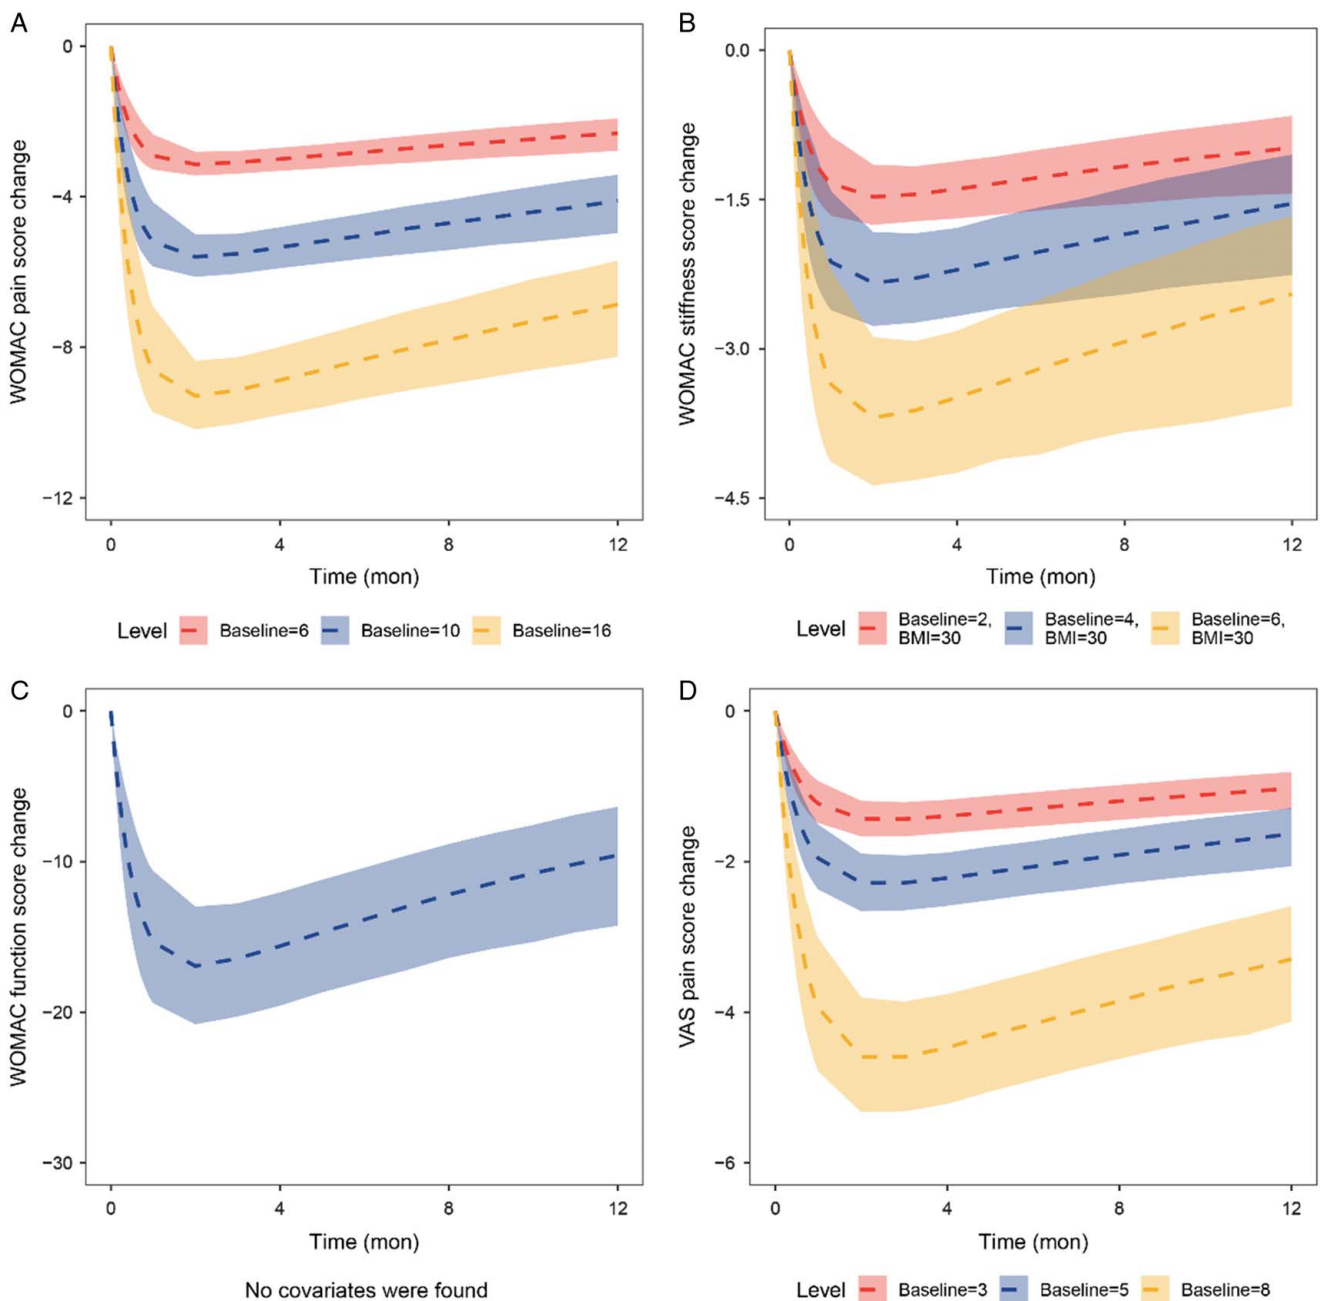 A
WOMAC pain score change
0
−4
−8
−12
0 4 8 12
Time (mon)
Level Baseline=6 Baseline=10 Baseline=16
B
WOMAC stiffness score change
0.0
−1.5
−3.0
−4.5
0 4 8 12
Time (mon)
Level Baseline=2, BMI=30 Baseline=4, BMI=30 Baseline=6, BMI=30
C
WOMAC function score change
0
−10
−20
−30
0 4 8 12
Time (mon)
No covariates were found
D
VAS pain score change
0
−2
−4
−6
0 4 8 12
Time (mon)
Level Baseline=3 Baseline=5 Baseline=8